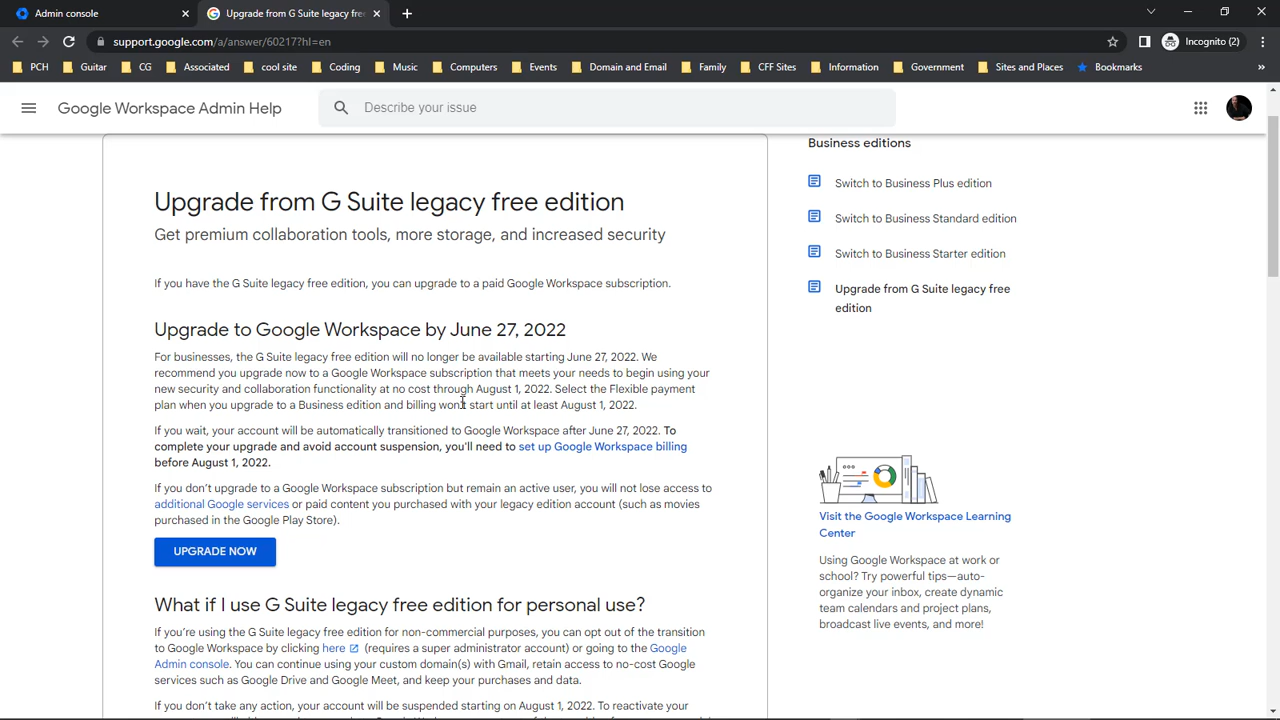 Admin console
Upgrade from G Suite legacy fre
support.google.com/a/answer/60217?hl=en
Incognito (2)
PCH
Guitar
CG
Associated
cool site
Coding
Music
Computers
Events
Domain and Email
Family
CFF Sites
Information
Government
Sites and Places
Bookmarks
»
Google Workspace Admin Help
Describe your issue
Upgrade from G Suite legacy free edition
Get premium collaboration tools, more storage, and increased security
If you have the G Suite legacy free edition, you can upgrade to a paid Google Workspace subscription.
Upgrade to Google Workspace by June 27, 2022
For businesses, the G Suite legacy free edition will no longer be available starting June 27, 2022. We
recommend you upgrade now to a Google Workspace subscription that meets your needs to begin using your
new security and collaboration functionality at no cost through August 1, 2022. Select the Flexible payment
plan when you upgrade to a Business edition and billing won't start until at least August 1, 2022.
If you wait, your account will be automatically transitioned to Google Workspace after June 27, 2022. To
complete your upgrade and avoid account suspension, you'll need to set up Google Workspace billing
before August 1, 2022.
If you don't upgrade to a Google Workspace subscription but remain an active user, you will not lose access to
additional Google services or paid content you purchased with your legacy edition account (such as movies
purchased in the Google Play Store).
UPGRADE NOW
What if I use G Suite legacy free edition for personal use?
If you're using the G Suite legacy free edition for non-commercial purposes, you can opt out of the transition
to Google Workspace by clicking here (requires a super administrator account) or going to the Google
Admin console. You can continue using your custom domain(s) with Gmail, retain access to no-cost Google
services such as Google Drive and Google Meet, and keep your purchases and data.
If you don't take any action, your account will be suspended starting on August 1, 2022. To reactivate your
Business editions
Switch to Business Plus edition
Switch to Business Standard edition
Switch to Business Starter edition
Upgrade from G Suite legacy free
edition
Visit the Google Workspace Learning
Center
Using Google Workspace at work or
school? Try powerful tips—auto-
organize your inbox, create dynamic
team calendars and project plans,
broadcast live events, and more!